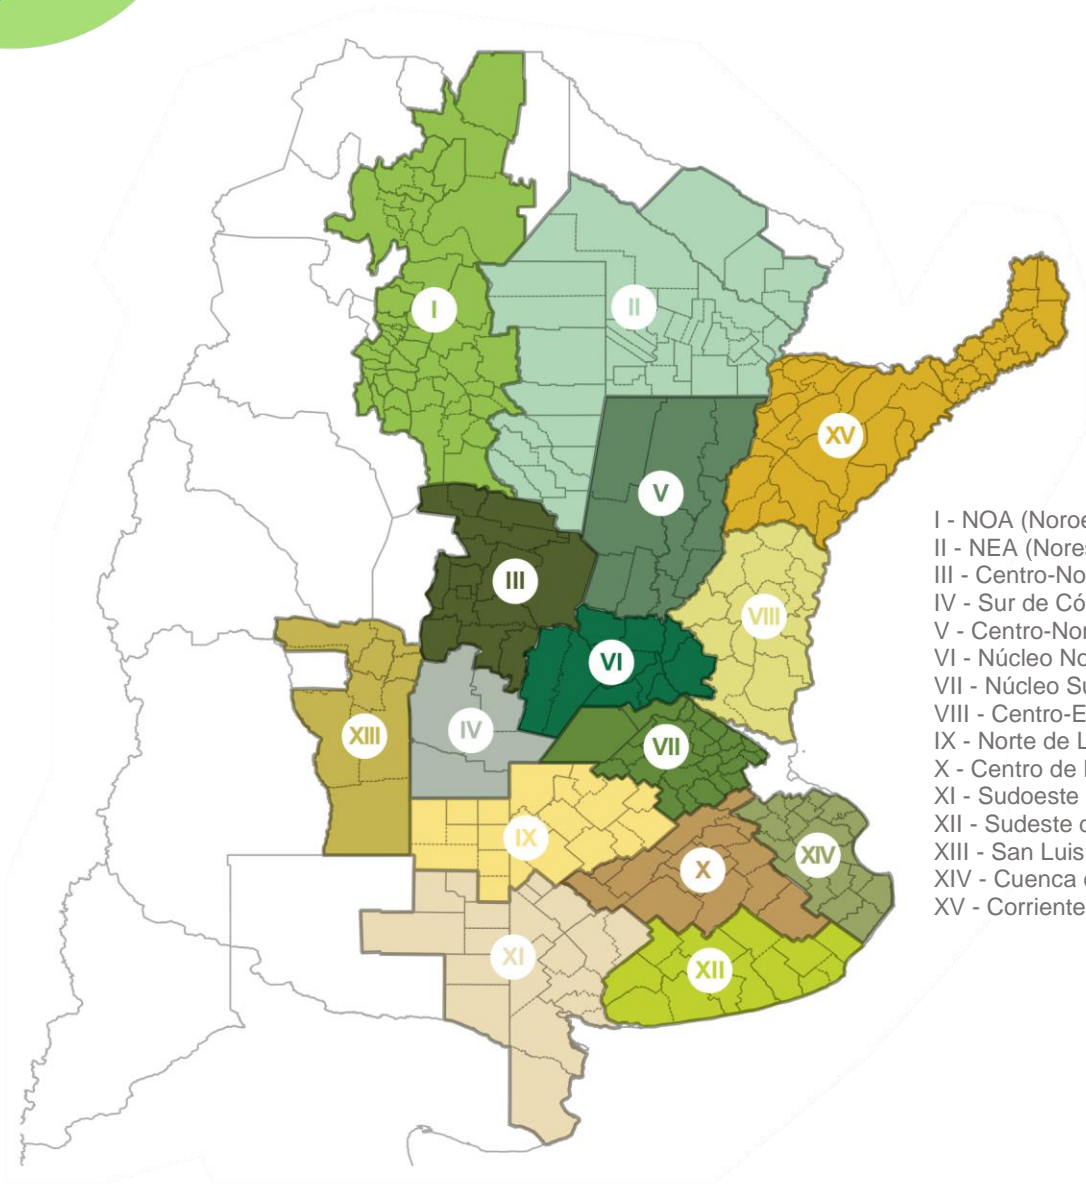 I
II
XV
V
III
VIII
VI
IV
XIII
VII
IX
XIV
X
XI
XII
I - NOA (Noroe
II - NEA (Nores
III - Centro-No
IV - Sur de Có
V - Centro-Nor
VI - Núcleo No
VII - Núcleo Su
VIII - Centro-E
IX - Norte de L
X - Centro de
XI - Sudoeste
XII - Sudeste
XIII - San Luis
XIV - Cuenca
XV - Corriente